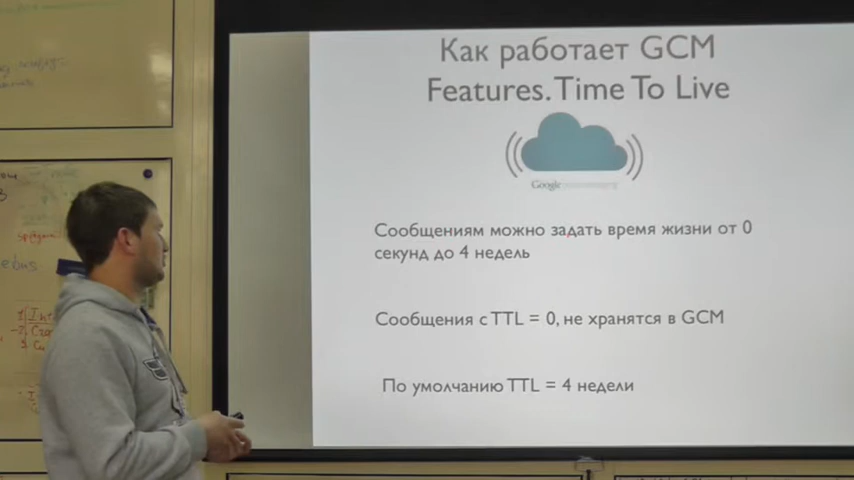 Как работает GCM
Features.Time To Live
Google
Сообщениям можно задать время жизни от 0
секунд до 4 недель
Сообщения с TTL = 0, не хранятся в GCM
По умолчанию TTL = 4 недели